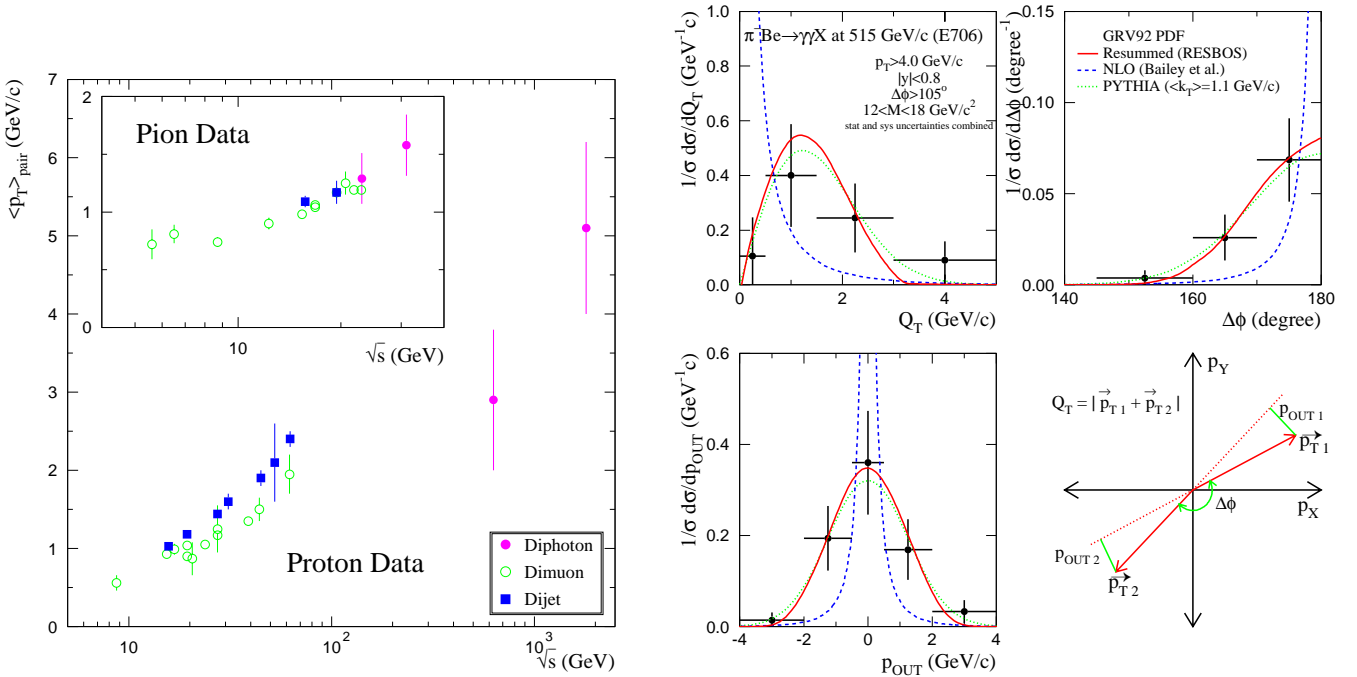 <p_T>_pair (GeV/c)
7
6
5
4
3
2
1
0
2
1
0
Pion Data
10
√s (GeV)
Proton Data
Diphoton
Dimuon
Dijet
10
10²
10³
√s (GeV)
1/σ dσ/dQ_T (GeV⁻¹c)
1.0
0.8
0.6
0.4
0.2
0.0
π⁻Be→γγX at 515 GeV/c (E706)
p_T>4.0 GeV/c
|y|<0.8
Δϕ>105°
12<M<18 GeV/c²
stat and sys uncertainties combined
0
2
4
Q_T (GeV/c)
1/σ dσ/dΔϕ (degree⁻¹)
0.15
0.10
0.05
0.00
GRV92 PDF
Resummed (RESBOS)
NLO (Bailey et al.)
PYTHIA (<k_T>=1.1 GeV/c)
140
160
180
Δϕ (degree)
1/σ dσ/dp_OUT (GeV⁻¹c)
0.6
0.4
0.2
0.0
-4
-2
0
2
4
p_OUT (GeV/c)
p_Y
Q_T = | p⃗_T 1 + p⃗_T 2 |
p_OUT 1
p⃗_T 1
Δϕ
p_X
p_OUT 2
p⃗_T 2